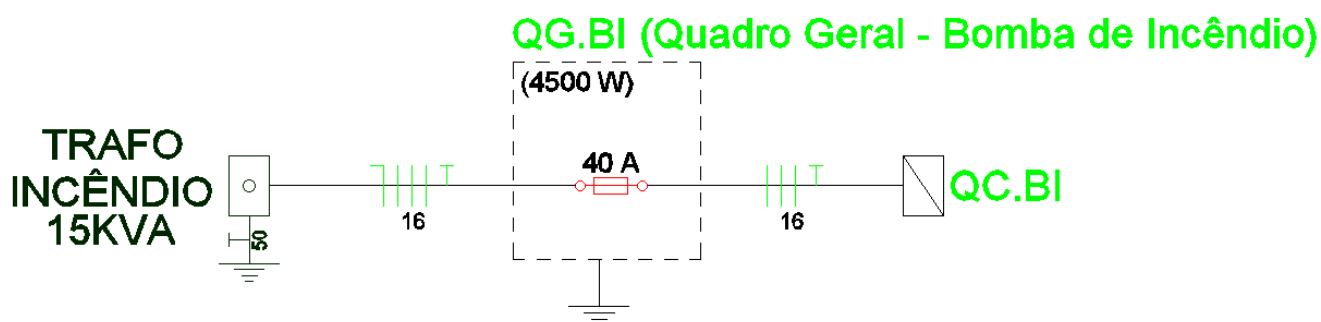 QG.BI (Quadro Geral - Bomba de Incêndio)
(4500 W)
TRAFO
INCÊNDIO
15KVA
50
16
40 A
16
QC.BI